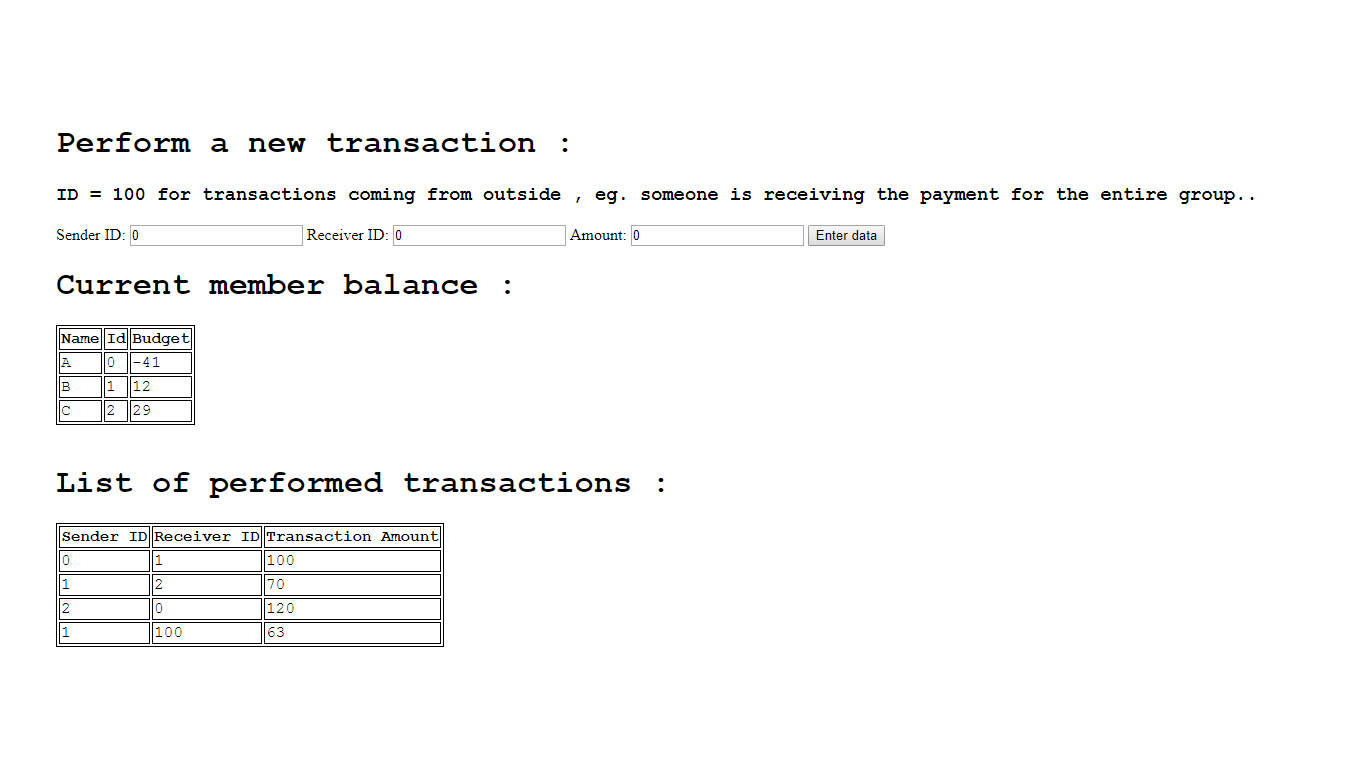 Perform a new transaction :
ID = 100 for transactions coming from outside , eg. someone is receiving the payment for the entire group..
Sender ID: 0 Receiver ID: 0 Amount: 0 Enter data
Current member balance :
Name Id Budget
A 0 -41
B 1 12
C 2 29
List of performed transactions :
Sender ID Receiver ID Transaction Amount
0 1 100
1 2 70
2 0 120
1 100 63